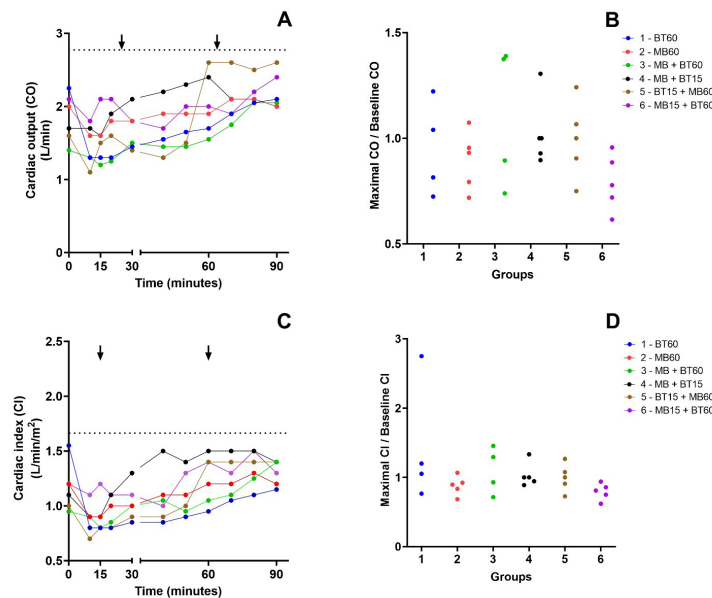 A
Cardiac output (CO)
(L/min)
3
2
1
0
0 15 30 60 90
Time (minutes)
B
Maximal CO / Baseline CO
1.5
1.0
0.5
1 2 3 4 5 6
Groups
1 - BT60
2 - MB60
3 - MB + BT60
4 - MB + BT15
5 - BT15 + MB60
6 - MB15 + BT60
C
Cardiac index (CI)
(L/min/m²)
2.5
2.0
1.5
1.0
0.5
0 15 30 60 90
Time (minutes)
D
Maximal CI / Baseline CI
3
2
1
0
1 2 3 4 5 6
Groups
1 - BT60
2 - MB60
3 - MB + BT60
4 - MB + BT15
5 - BT15 + MB60
6 - MB15 + BT60